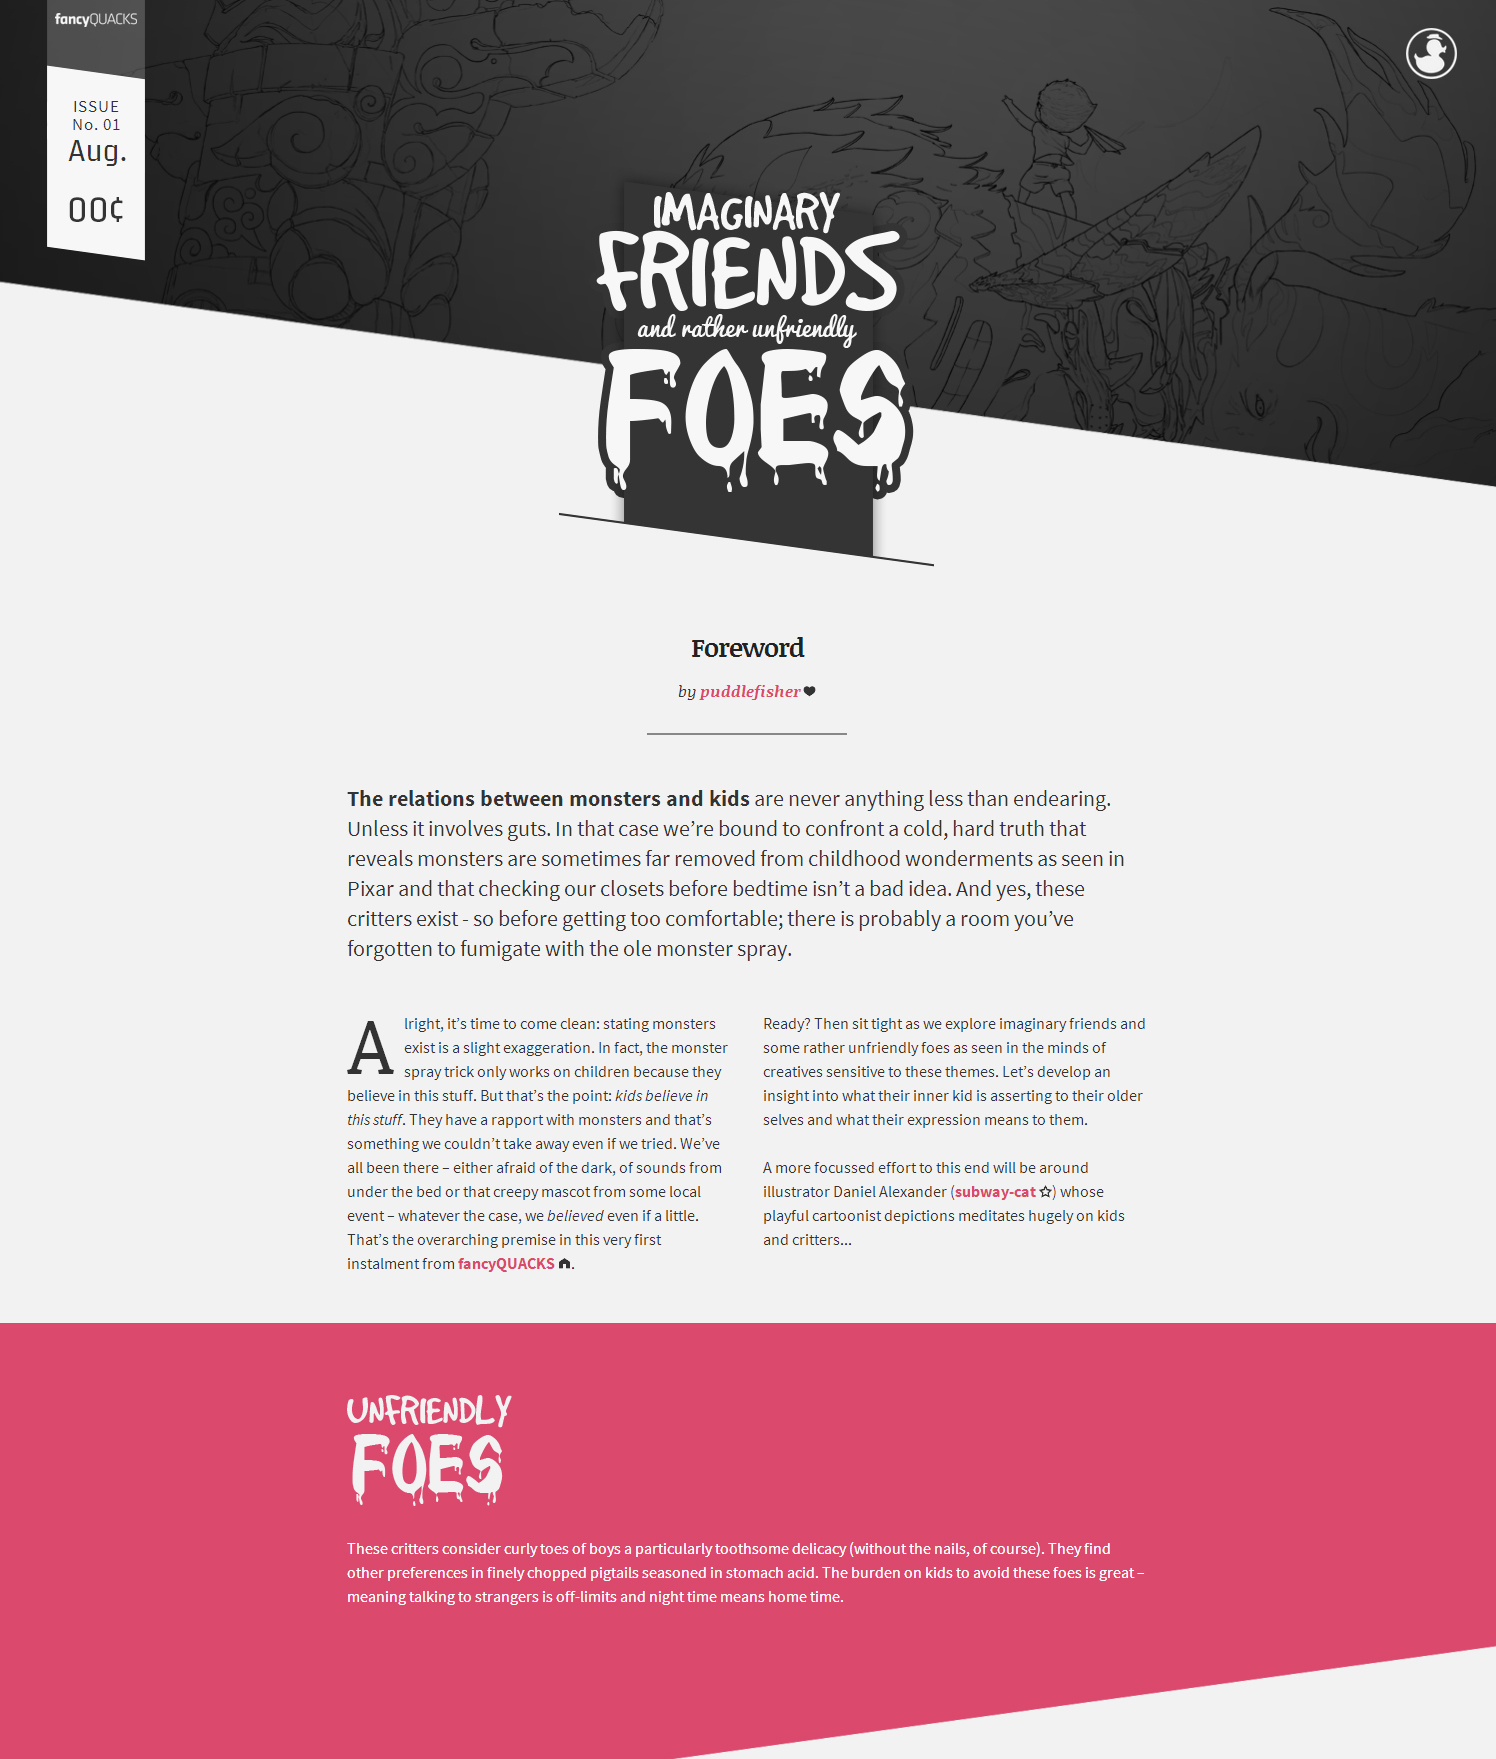 fancyQUACKS
ISSUE
No. 01
Aug.
00¢
IMAGINARY
FRIENDS
and rather unfriendly
FOES
Foreword
by puddlefisher
The relations between monsters and kids are never anything less than endearing.
Unless it involves guts. In that case we’re bound to confront a cold, hard truth that
reveals monsters are sometimes far removed from childhood wonderments as seen in
Pixar and that checking our closets before bedtime isn’t a bad idea. And yes, these
critters exist - so before getting too comfortable; there is probably a room you’ve
forgotten to fumigate with the ole monster spray.
Alright, it’s time to come clean: stating monsters
exist is a slight exaggeration. In fact, the monster
spray trick only works on children because they
believe in this stuff. But that’s the point: kids believe in
this stuff. They have a rapport with monsters and that’s
something we couldn’t take away even if we tried. We’ve
all been there – either afraid of the dark, of sounds from
under the bed or that creepy mascot from some local
event – whatever the case, we believed even if a little.
That’s the overarching premise in this very first
instalment from fancyQUACKS.
Ready? Then sit tight as we explore imaginary friends and
some rather unfriendly foes as seen in the minds of
creatives sensitive to these themes. Let’s develop an
insight into what their inner kid is asserting to their older
selves and what their expression means to them.
A more focussed effort to this end will be around
illustrator Daniel Alexander (subway-cat ☆) whose
playful cartoonist depictions meditates hugely on kids
and critters...
UNFRIENDLY
FOES
These critters consider curly toes of boys a particularly toothsome delicacy (without the nails, of course). They find
other preferences in finely chopped pigtails seasoned in stomach acid. The burden on kids to avoid these foes is great –
meaning talking to strangers is off-limits and night time means home time.